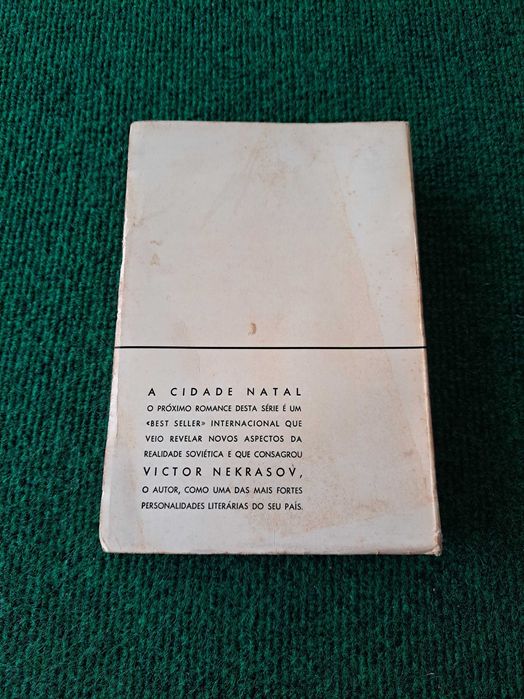 A CIDADE NATAL
O PRÓXIMO ROMANCE DESTA SÉRIE É UM
«BEST SELLER» INTERNACIONAL QUE
VEIO REVELAR NOVOS ASPECTOS DA
REALIDADE SOVIÉTICA E QUE CONSAGROU
VICTOR NEKRASOV,
O AUTOR, COMO UMA DAS MAIS FORTES
PERSONALIDADES LITERÁRIAS DO SEU PAÍS.